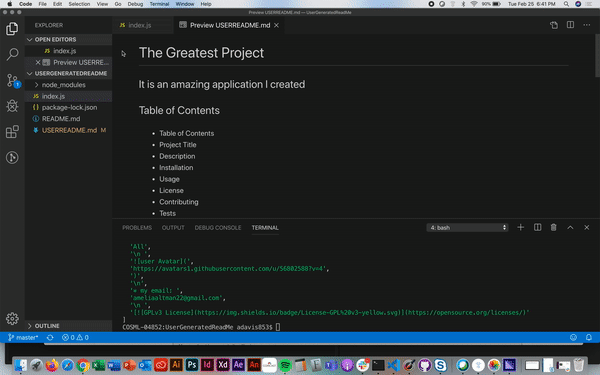 Code File Edit Selection View Go Debug Terminal Window Help
41% Tue Feb 25 6:41 PM
Preview USERREADME.md — UserGeneratedReadMe
EXPLORER
OPEN EDITORS
JS index.js
Preview USERRE...
USERGENERATEDREADME
node_modules
JS index.js
package-lock.json
README.md
USERREADME.md M
OUTLINE
JS index.js
Preview USERREADME.md
The Greatest Project
It is an amazing application I created
Table of Contents
• Table of Contents
• Project Title
• Description
• Installation
• Usage
• License
• Contributing
• Tests
PROBLEMS OUTPUT DEBUG CONSOLE TERMINAL
4: bash
'All',
'\n ',
'![user Avatar](',
'https://avatars1.githubusercontent.com/u/56802588?v=4',
')',
'\n',
'+ my email: ',
'ameliaaltman22@gmail.com',
'\n ',
'[![GPLv3 License](https://img.shields.io/badge/License-GPL%20v3-yellow.svg)](https://opensource.org/licenses/)'
]
COSML-04852:UserGeneratedReadMe adavis853$
master* 0 0